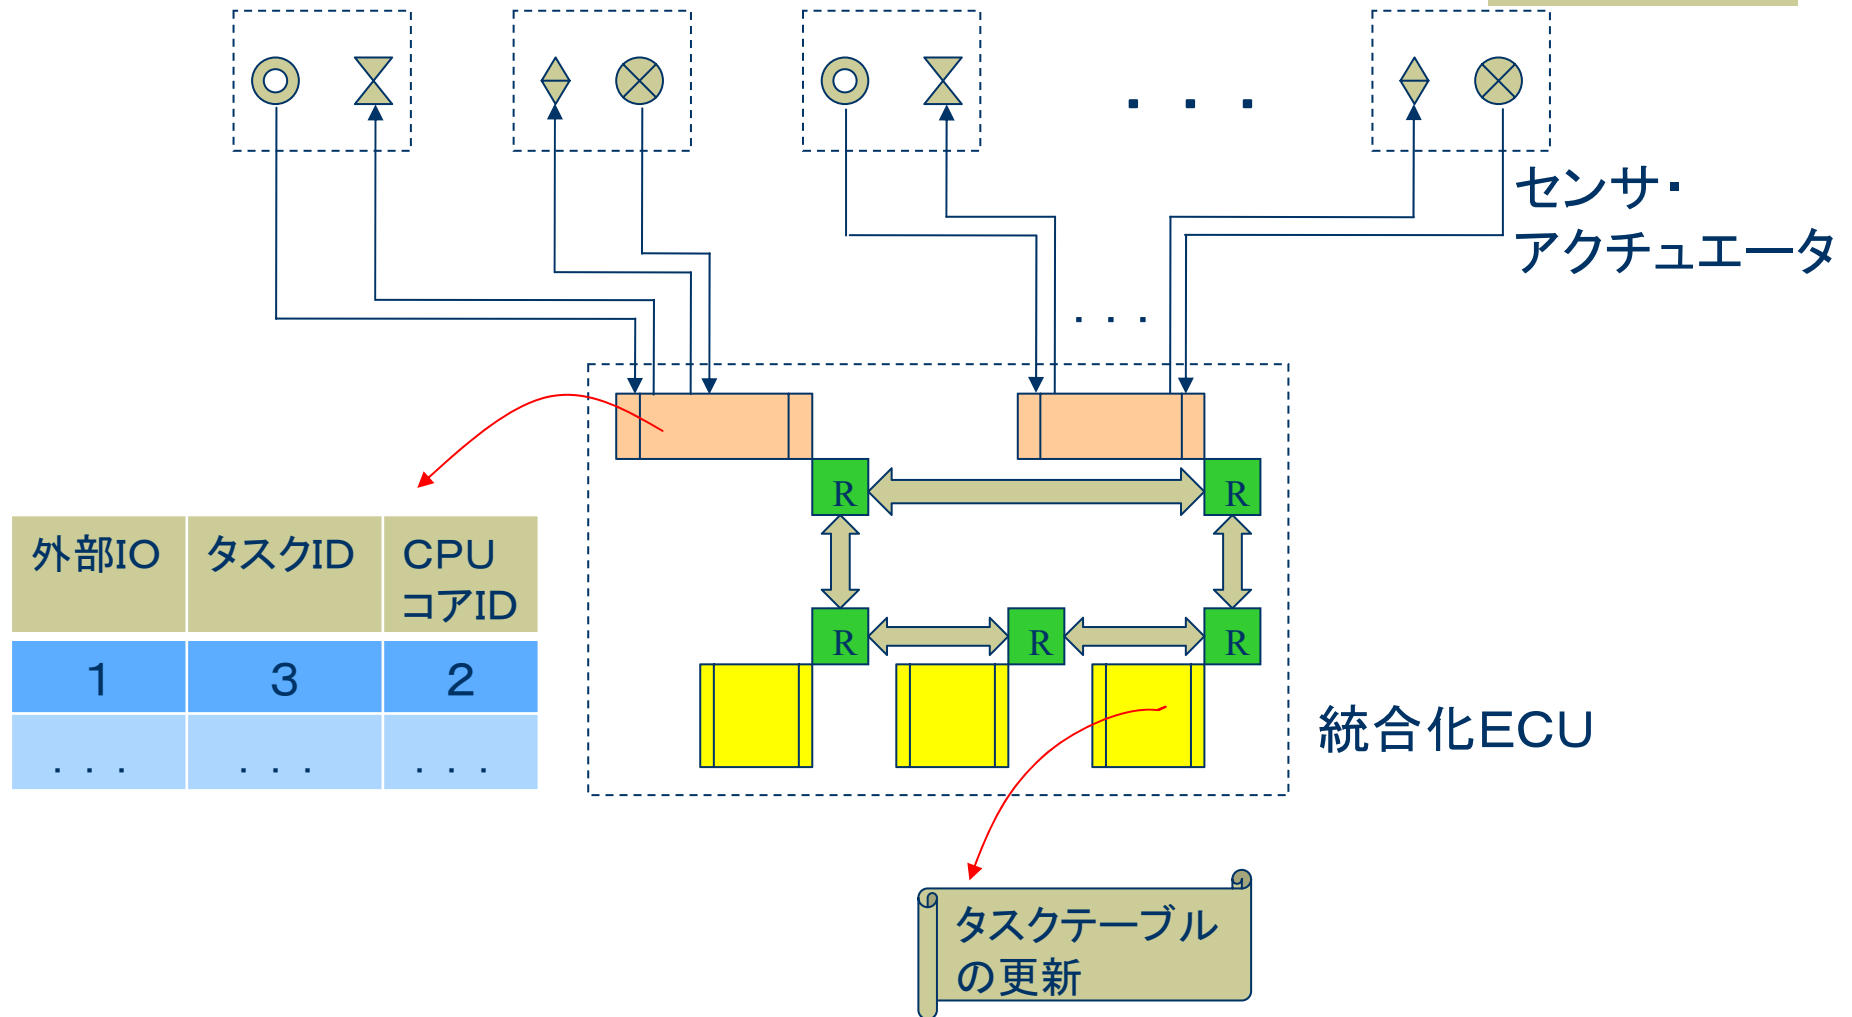 センサ・
アクチュエータ
R
R
外部IO
タスクID
CPU
コアID
1
3
2
. . .
. . .
. . .
R
R
R
統合化ECU
タスクテーブル
の更新